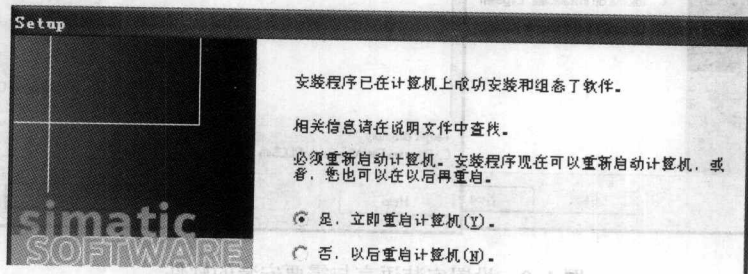 Setup
安装程序已在计算机上成功安装和组态了软件。
相关信息请在说明文件中查找。
必须重新启动计算机。安装程序现在可以重新启动计算机，或
者，您也可以在以后再重启。
是，立即重启计算机(Y)。
否，以后重启计算机(N)。
simatic
SOFTWARE